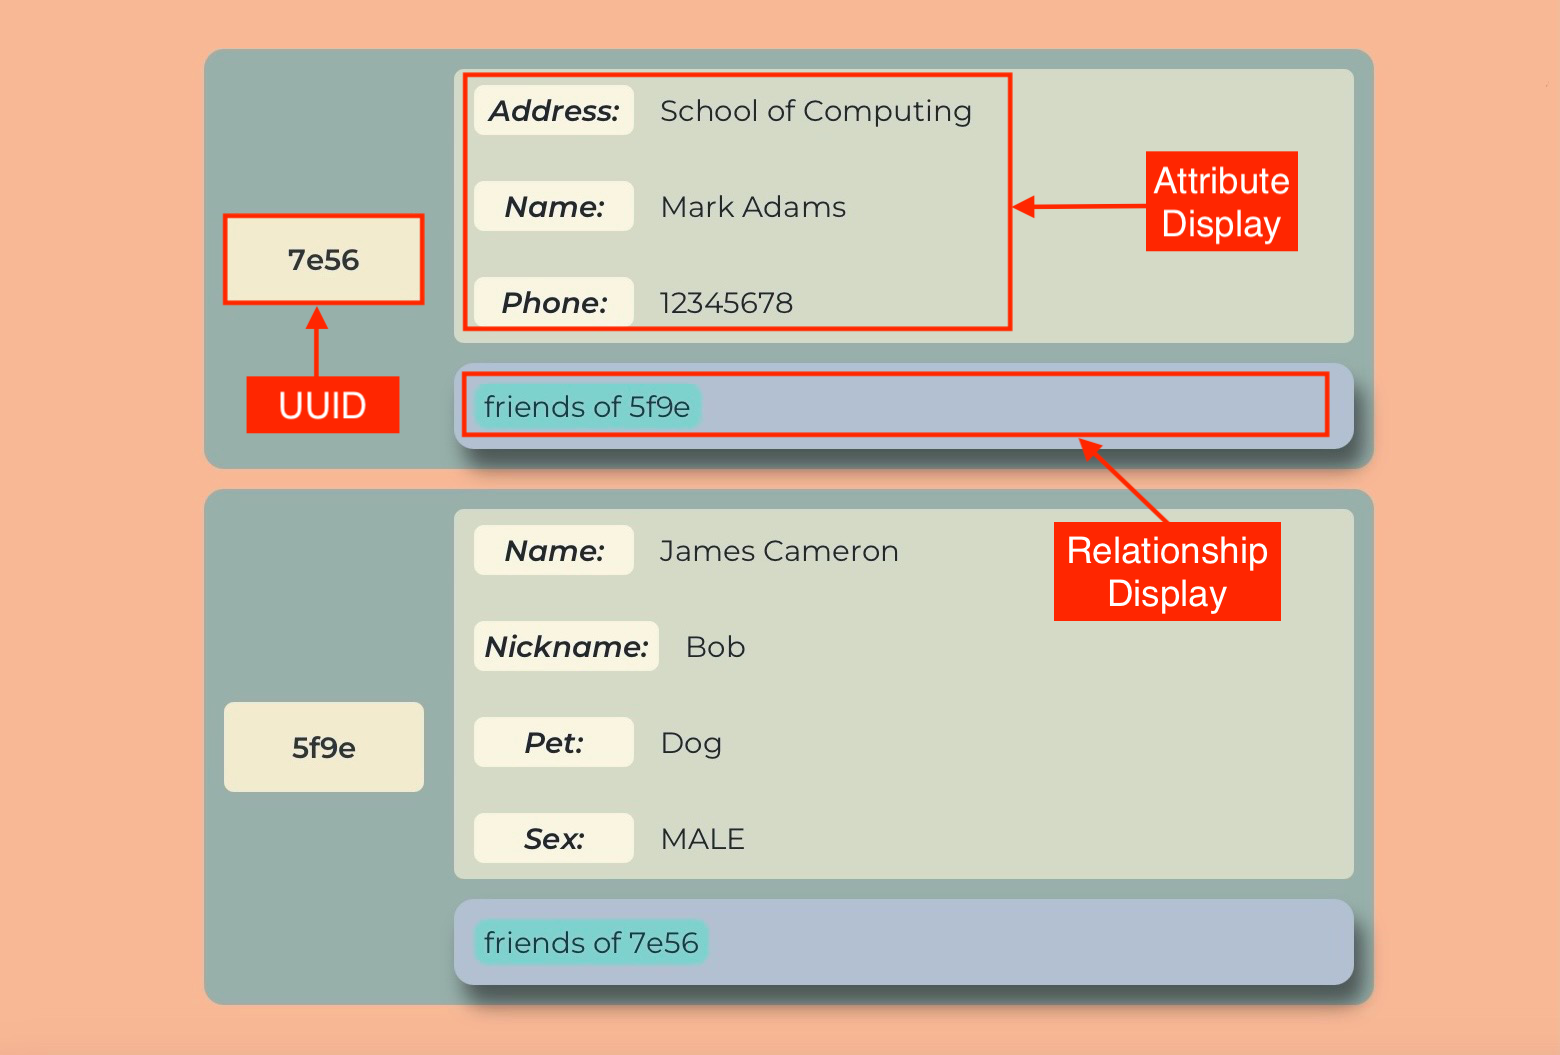 Address: School of Computing
Name: Mark Adams
Phone: 12345678
7e56
UUID
Attribute
Display
friends of 5f9e
Relationship
Display
Name: James Cameron
Nickname: Bob
Pet: Dog
Sex: MALE
5f9e
friends of 7e56